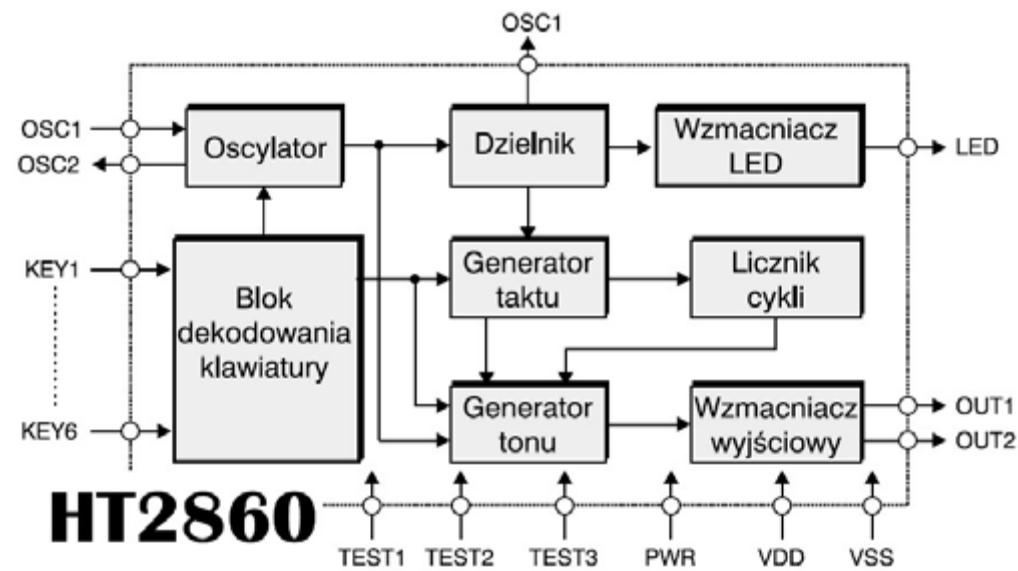 OSC1
OSC1
OSC2
Oscylator
Dzielnik
Wzmacniacz
LED
LED
KEY1
KEY6
Blok
dekodowania
klawiatury
Generator
taktu
Licznik
cykli
Generator
tonu
Wzmacniacz
wyjściowy
OUT1
OUT2
HT2860
TEST1
TEST2
TEST3
PWR
VDD
VSS